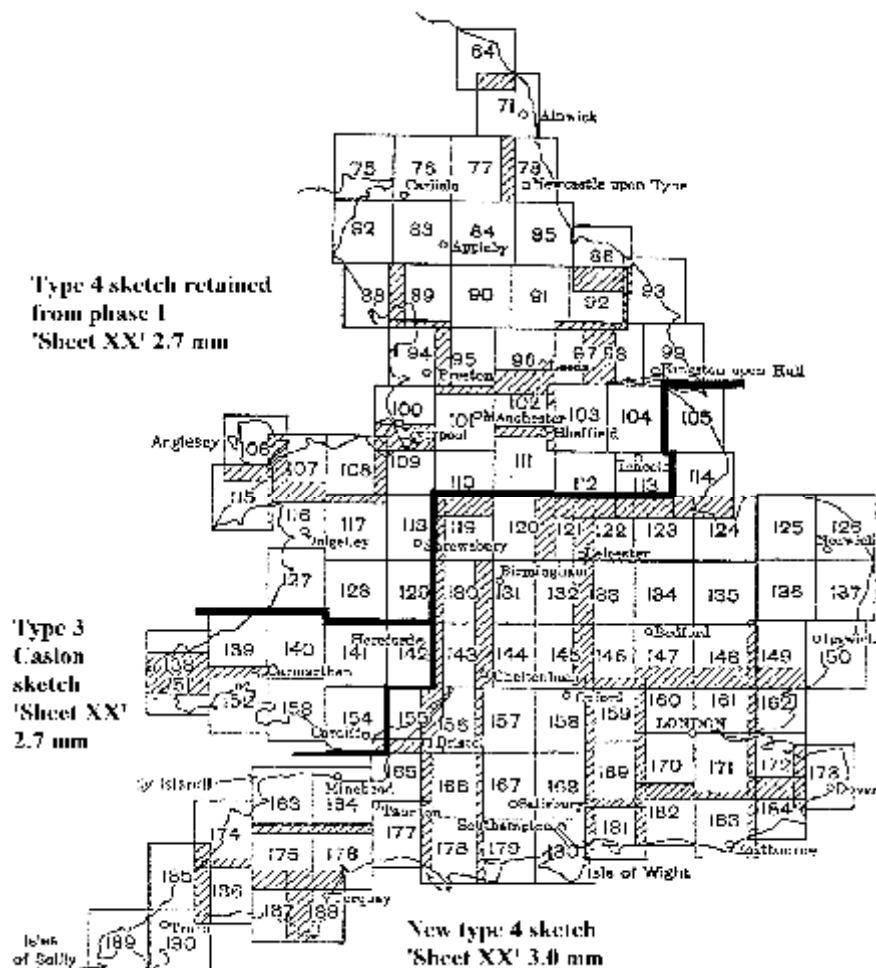 64
71
Alnwick
75 76 77 78
Carlisle
Newcastle upon Tyne
82 83 84 85
Appleby
86
Type 4 sketch retained
from phase 1
'Sheet XX' 2.7 mm
88 89 90 91 92 93
94 95 96 97 98 99
Preston
Kingston upon Hull
100 101 102 103 104 105
Manchester
Sheffield
Anglesey
106 107 108 109 110 111 112 113 114
Lincoln
115
116 117 118 119 120 121 122 123 124 125 126
Dolgelley
Shrewsbury
Leicester
Norwich
Birmingham
127 128 129 130 131 132 133 134 135 136 137
Bedford
Type 3
Caslon
sketch
'Sheet XX'
2.7 mm
Hereford
Ipswich
138 139 140 141 142 143 144 145 146 147 148 149 150
Carmarthen
Cheltenham
151 152 153 154 155 156 157 158 159 160 161 162
Oxford
LONDON
Cardiff
Bristol
163 164 165 166 167 168 169 170 171 172 173
Minehead
Dover
Taunton
Salisbury
Southampton
174 175 176 177 178 179 180 181 182 183 184
Eastbourne
Isle of Wight
185 186 187 188
Torquay
Truro
Isles
of Scilly
189 190
New type 4 sketch
'Sheet XX' 3.0 mm